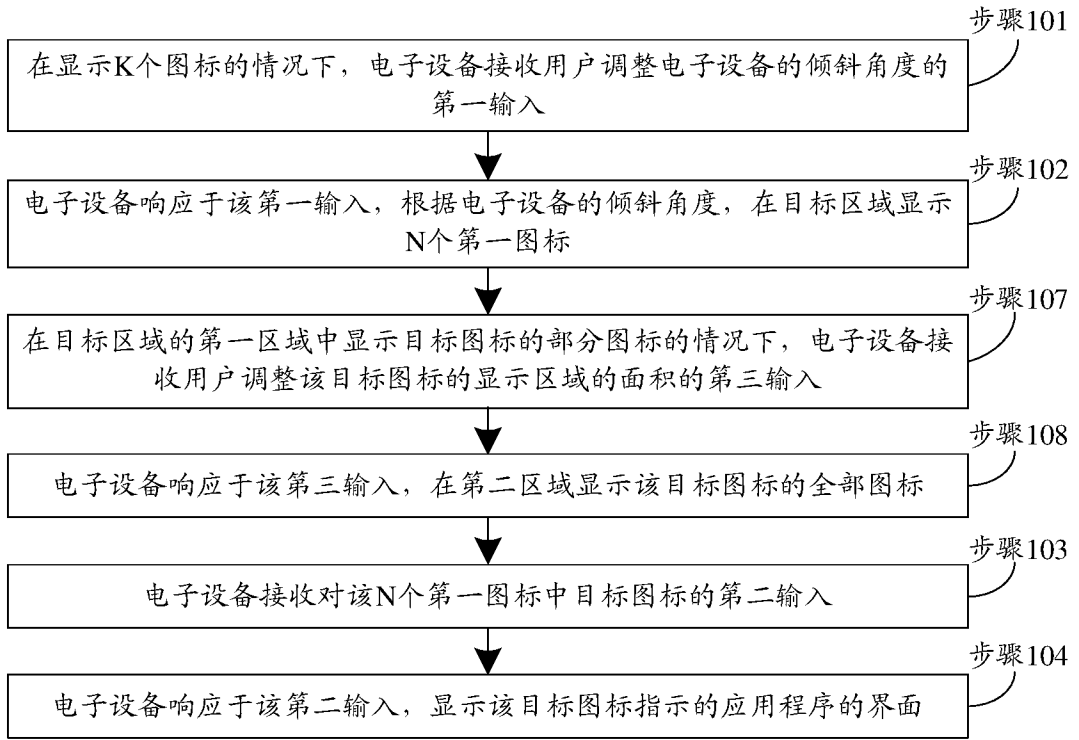 步骤101
在显示K个图标的情况下，电子设备接收用户调整电子设备的倾斜角度的
第一输入
步骤102
电子设备响应于该第一输入，根据电子设备的倾斜角度，在目标区域显示
N个第一图标
步骤107
在目标区域的第一区域中显示目标图标的部分图标的情况下，电子设备接
收用户调整该目标图标的显示区域的面积的第三输入
步骤108
电子设备响应于该第三输入，在第二区域显示该目标图标的全部图标
步骤103
电子设备接收对该N个第一图标中目标图标的第二输入
步骤104
电子设备响应于该第二输入，显示该目标图标指示的应用程序的界面